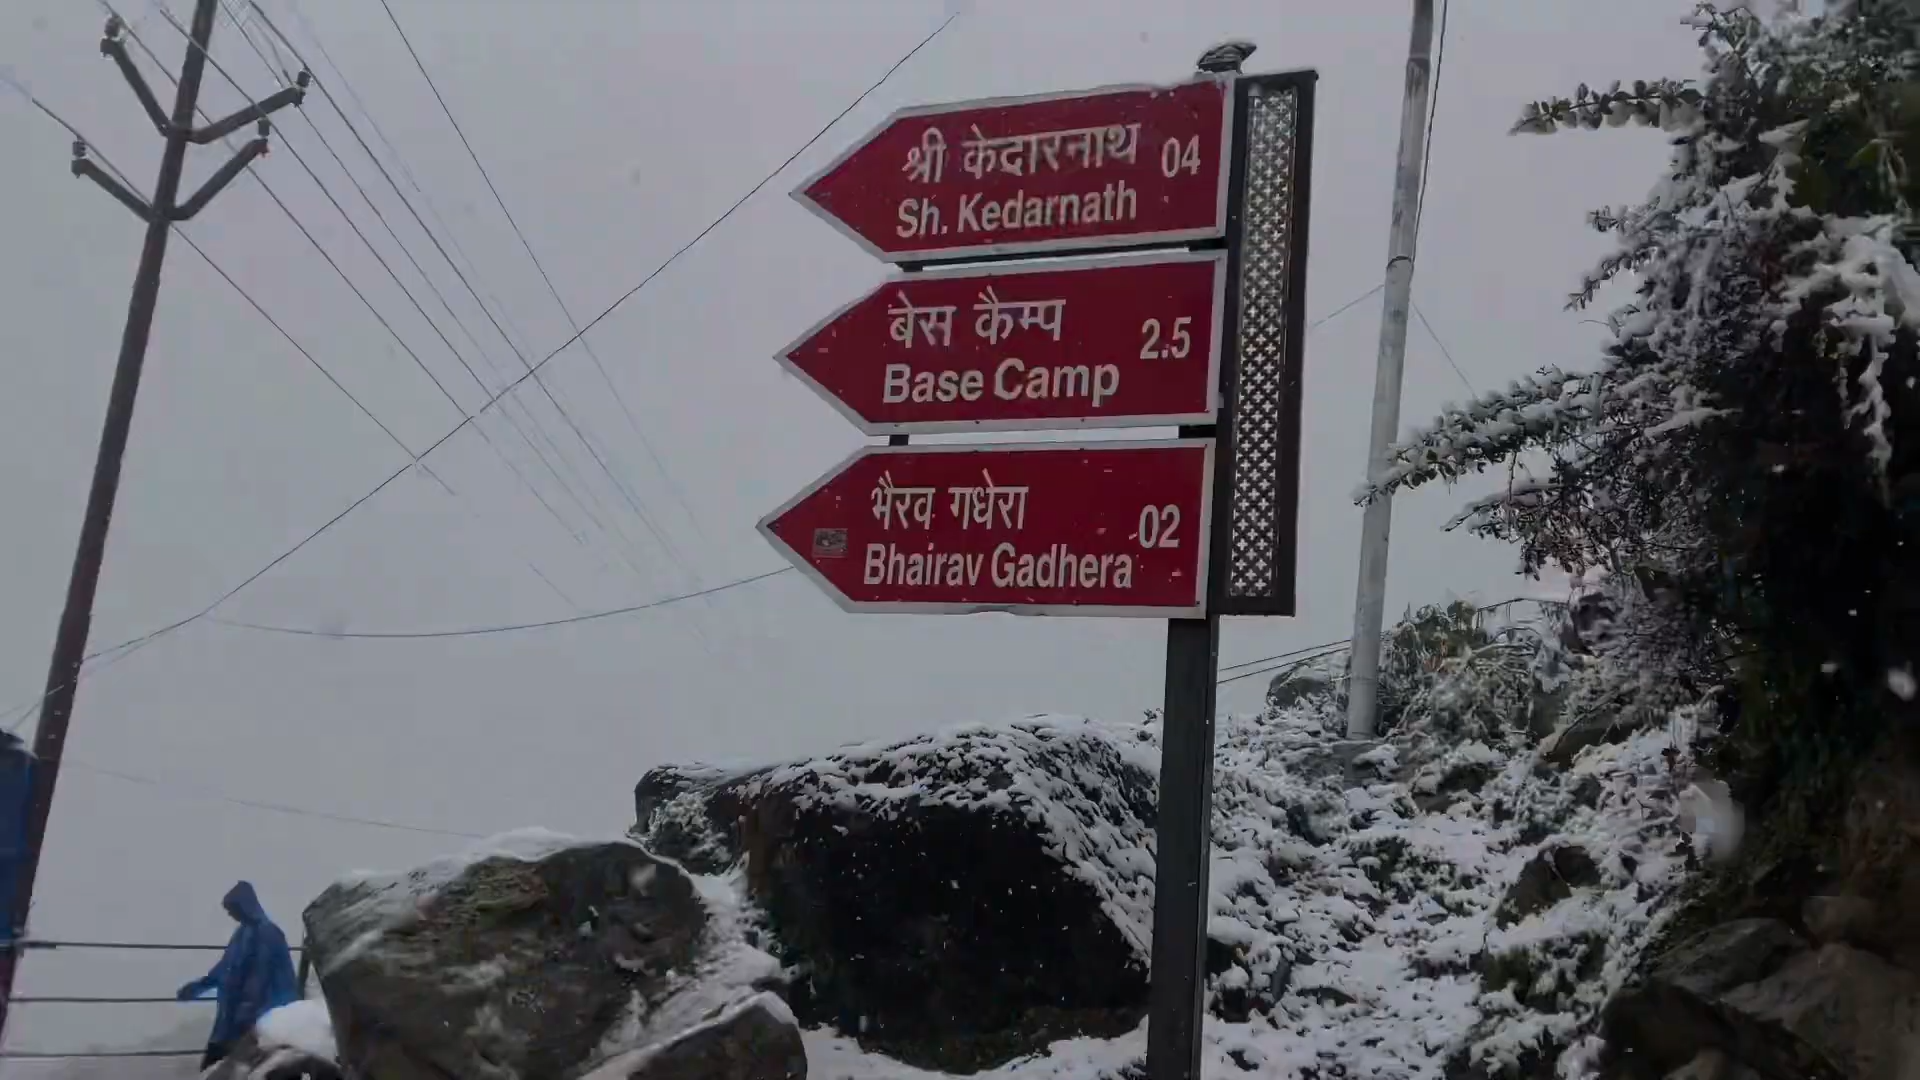 श्री केदारनाथ 04
Sh. Kedarnath
बेस कैम्प 2.5
Base Camp
भैरव गधेरा 02
Bhairav Gadhera